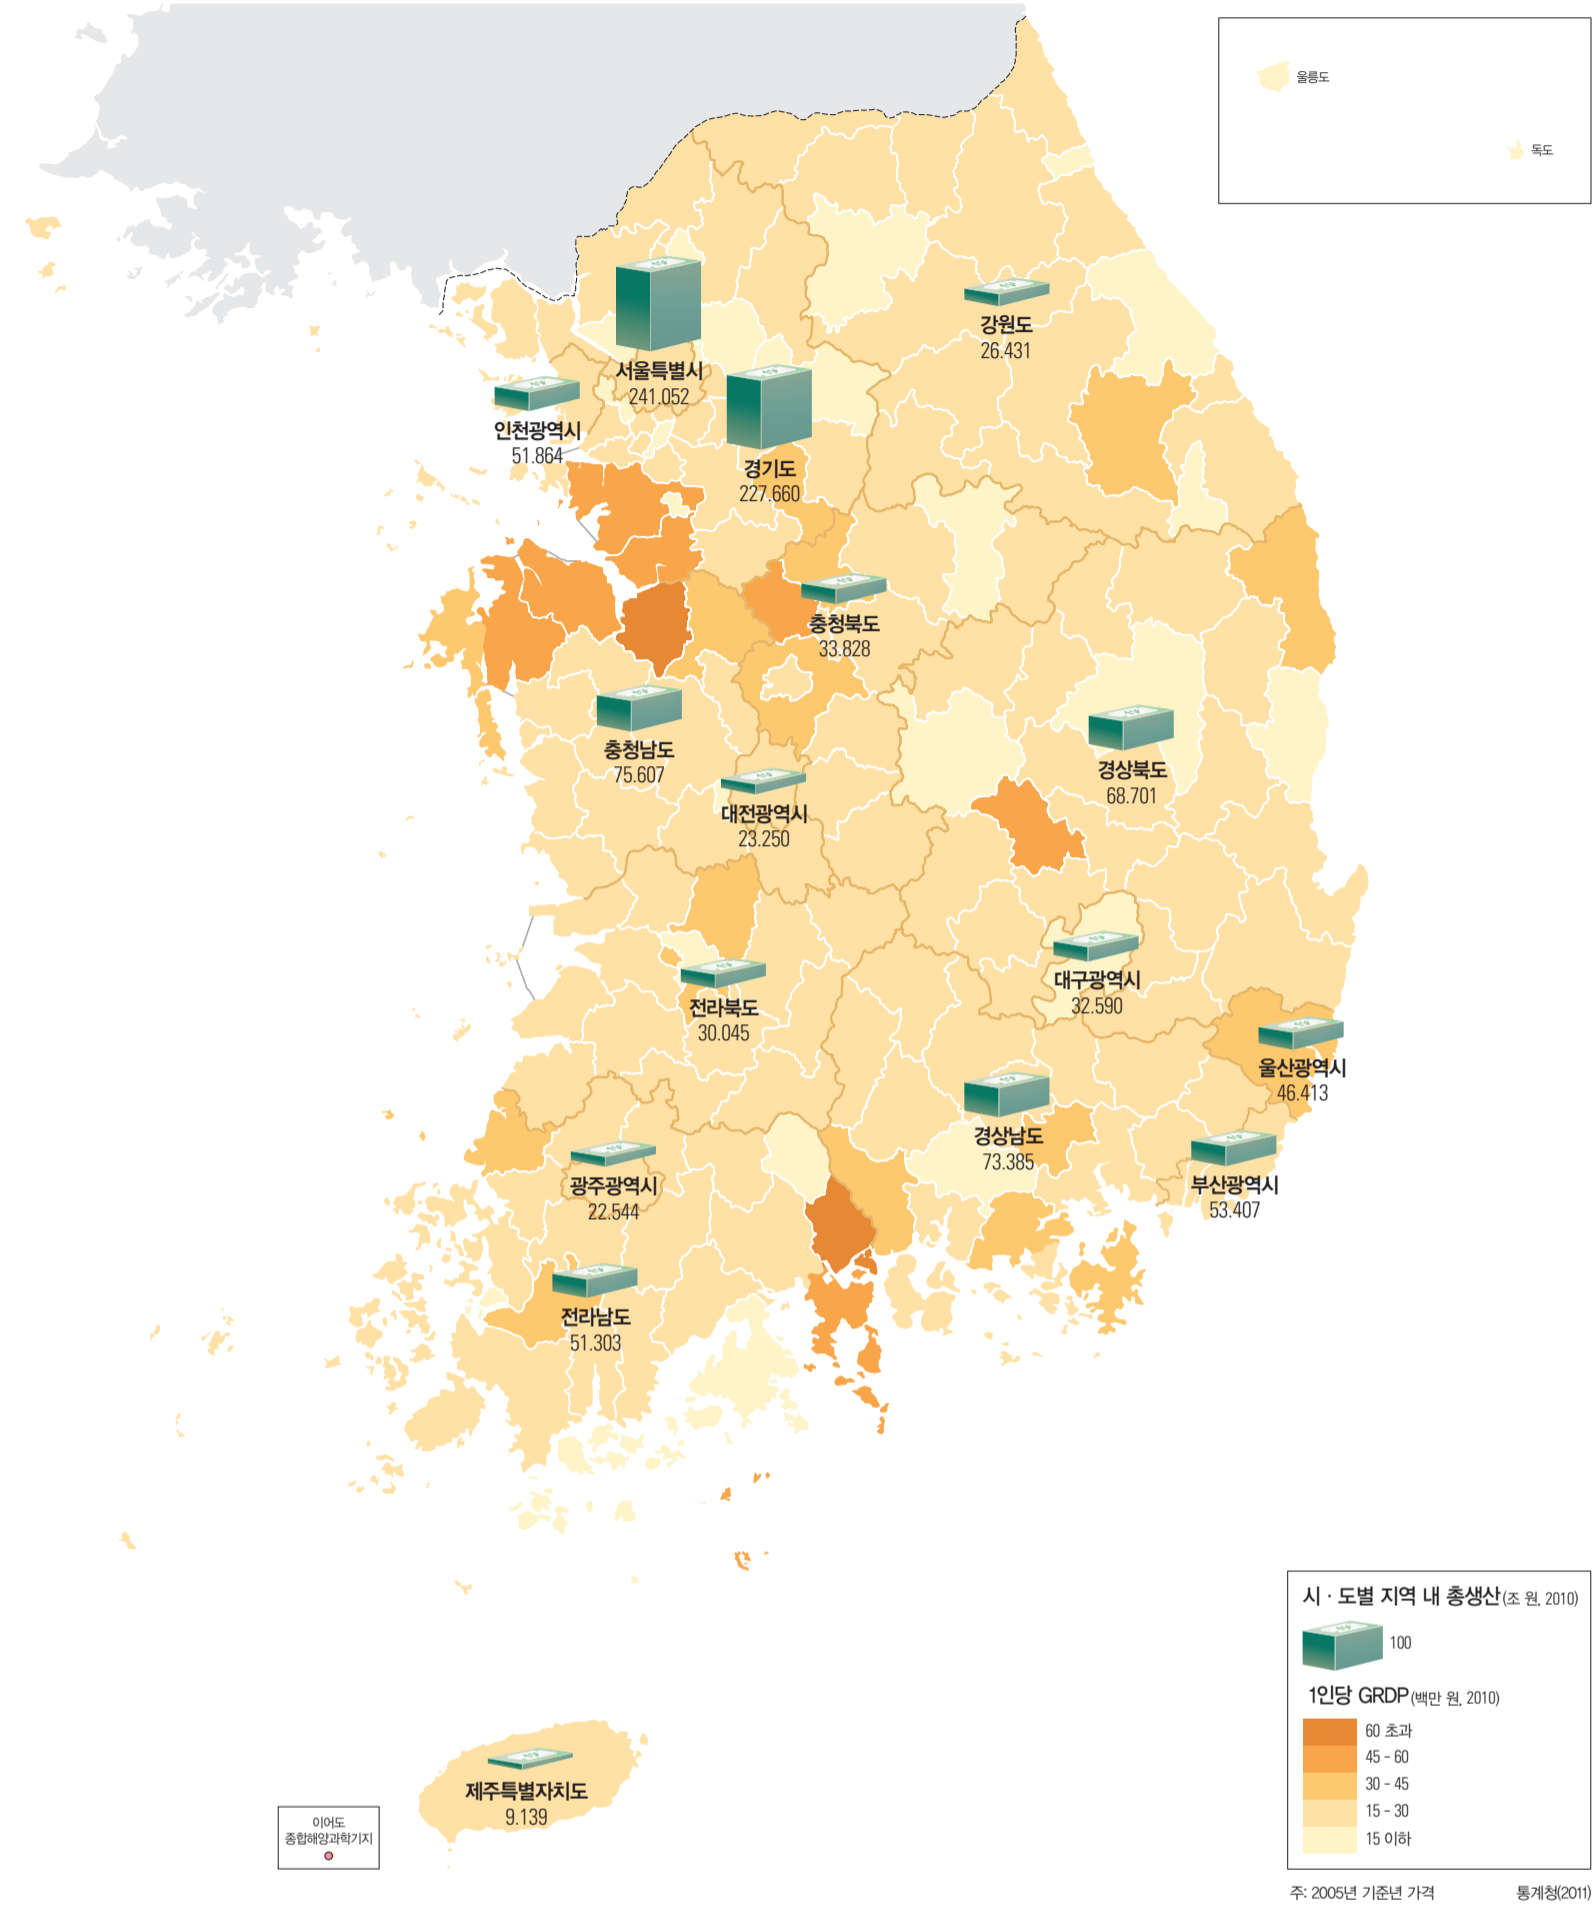 울릉도
독도
강원도
26.431
서울특별시
241.052
인천광역시
51.864
경기도
227.660
충청북도
33.828
충청남도
75.607
경상북도
68.701
대전광역시
23.250
대구광역시
32.590
전라북도
30.045
울산광역시
46.413
경상남도
73.385
부산광역시
53.407
광주광역시
22.544
전라남도
51.303
제주특별자치도
9.139
이어도
종합해양과학기지
시 · 도별 지역 내 총생산(조 원, 2010)
100
1인당 GRDP(백만 원, 2010)
60 초과
45 - 60
30 - 45
15 - 30
15 이하
주: 2005년 기준년 가격
통계청(2011)